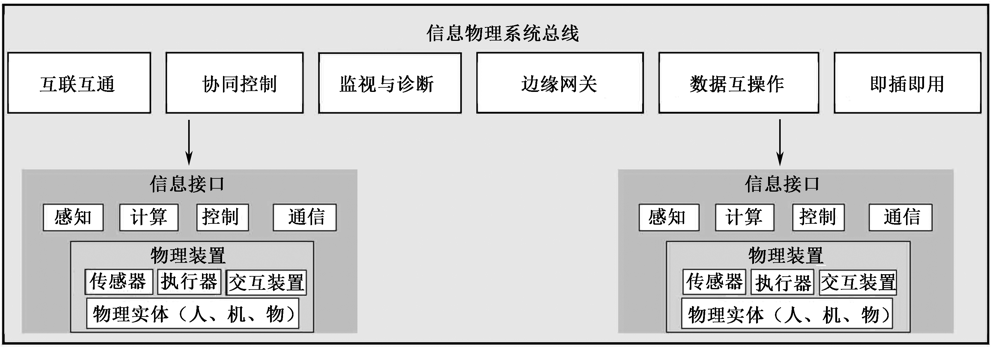 信息物理系统总线
互联互通 协同控制 监视与诊断 边缘网关 数据互操作 即插即用
信息接口 信息接口
感知 计算 控制 通信 感知 计算 控制 通信
物理装置 物理装置
传感器 执行器 交互装置 传感器 执行器 交互装置
物理实体（人、机、物） 物理实体（人、机、物）